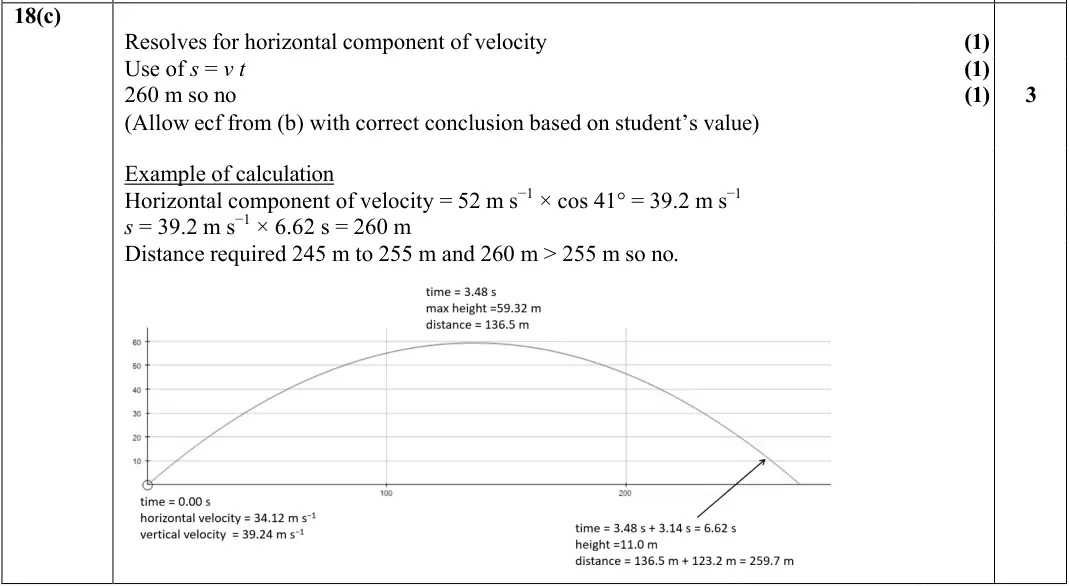 18(c)
Resolves for horizontal component of velocity (1)
Use of s = v t (1)
260 m so no (1) 3
(Allow ecf from (b) with correct conclusion based on student’s value)
Example of calculation
Horizontal component of velocity = 52 m s⁻¹ × cos 41° = 39.2 m s⁻¹
s = 39.2 m s⁻¹ × 6.62 s = 260 m
Distance required 245 m to 255 m and 260 m > 255 m so no.
time = 3.48 s
max height =59.32 m
distance = 136.5 m
60
50
40
30
20
10
100
200
time = 0.00 s
horizontal velocity = 34.12 m s⁻¹
vertical velocity = 39.24 m s⁻¹
time = 3.48 s + 3.14 s = 6.62 s
height =11.0 m
distance = 136.5 m + 123.2 m = 259.7 m